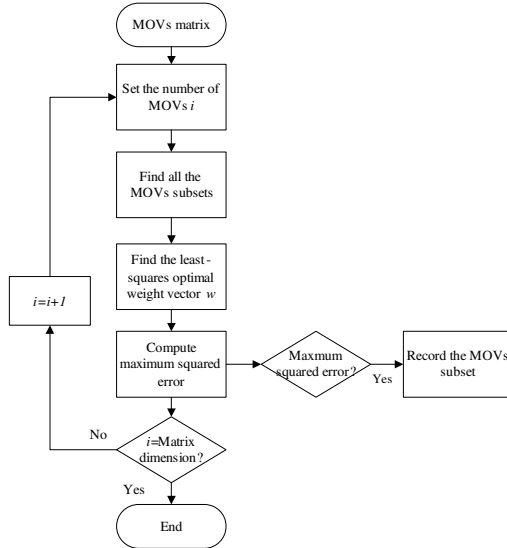 MOVs matrix
Set the number of
MOVs i
Find all the
MOVs subsets
Find the least-
squares optimal
weight vector w
i=i+1
Compute
maximum squared
error
Maxmum
squared error?
Yes
Record the MOVs
subset
No
i=Matrix
dimension?
Yes
End